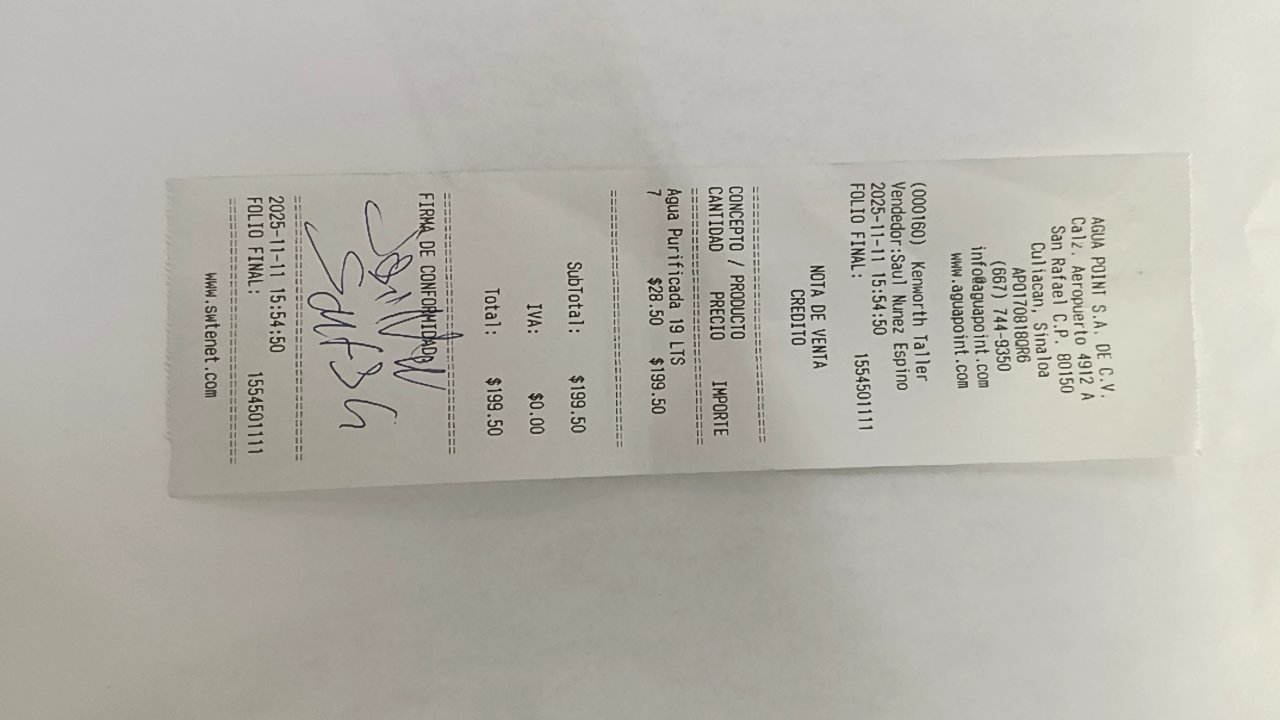 AGUA POINT S.A. DE C.V.
Calz. Aeropuerto 4912 A
San Rafael C.P. 80150
Culiacan, Sinaloa
APO170818QR6
(667) 744-9350
info@aguapoint.com
www.aguapoint.com
(000160) Kenworth Taller
Vendedor:Saul Nunez Espino
2025-11-11 15:54:50
FOLIO FINAL: 1554501111
NOTA DE VENTA
CREDITO
CONCEPTO / PRODUCTO
CANTIDAD PRECIO IMPORTE
Agua Purificada 19 LTS
7 $28.50 $199.50
SubTotal: $199.50
IVA: $0.00
Total: $199.50
FIRMA DE CONFORMIDAD
2025-11-11 15:54:50
FOLIO FINAL: 1554501111
www.swtenet.com